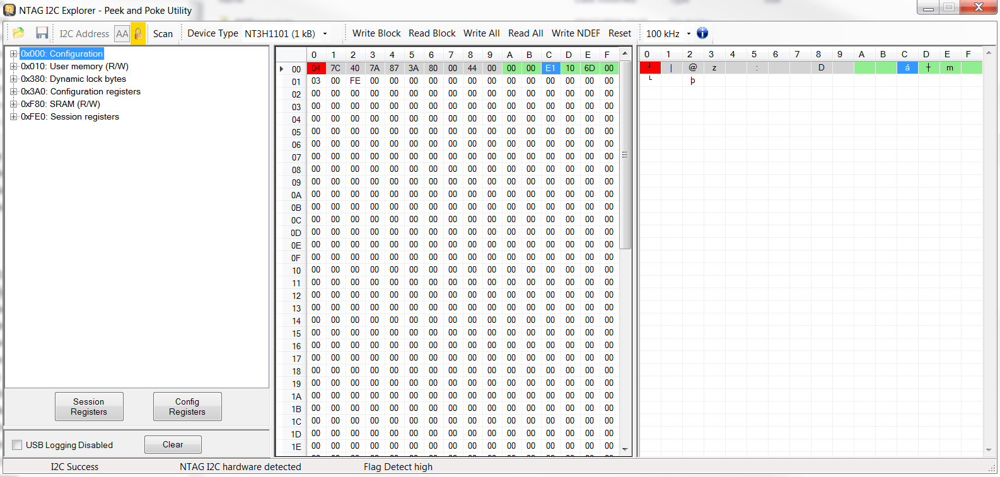 NTAG I2C Explorer - Peek and Poke Utility
I2C Address AA Scan Device Type NT3H1101 (1 kB) Write Block Read Block Write All Read All Write NDEF Reset 100 kHz
0x000: Configuration
0x010: User memory (R/W)
0x380: Dynamic lock bytes
0x3A0: Configuration registers
0xF80: SRAM (R/W)
0xFE0: Session registers
Session Registers
Config Registers
USB Logging Disabled
Clear
0 1 2 3 4 5 6 7 8 9 A B C D E F
00 04 7C 40 7A 87 3A 80 00 44 00 00 00 E1 10 6D 00
01 03 00 FE 00 00 00 00 00 00 00 00 00 00 00 00 00
02 00 00 00 00 00 00 00 00 00 00 00 00 00 00 00 00
03 00 00 00 00 00 00 00 00 00 00 00 00 00 00 00 00
04 00 00 00 00 00 00 00 00 00 00 00 00 00 00 00 00
05 00 00 00 00 00 00 00 00 00 00 00 00 00 00 00 00
06 00 00 00 00 00 00 00 00 00 00 00 00 00 00 00 00
07 00 00 00 00 00 00 00 00 00 00 00 00 00 00 00 00
08 00 00 00 00 00 00 00 00 00 00 00 00 00 00 00 00
09 00 00 00 00 00 00 00 00 00 00 00 00 00 00 00 00
0A 00 00 00 00 00 00 00 00 00 00 00 00 00 00 00 00
0B 00 00 00 00 00 00 00 00 00 00 00 00 00 00 00 00
0C 00 00 00 00 00 00 00 00 00 00 00 00 00 00 00 00
0D 00 00 00 00 00 00 00 00 00 00 00 00 00 00 00 00
0E 00 00 00 00 00 00 00 00 00 00 00 00 00 00 00 00
0F 00 00 00 00 00 00 00 00 00 00 00 00 00 00 00 00
10 00 00 00 00 00 00 00 00 00 00 00 00 00 00 00 00
11 00 00 00 00 00 00 00 00 00 00 00 00 00 00 00 00
12 00 00 00 00 00 00 00 00 00 00 00 00 00 00 00 00
13 00 00 00 00 00 00 00 00 00 00 00 00 00 00 00 00
14 00 00 00 00 00 00 00 00 00 00 00 00 00 00 00 00
15 00 00 00 00 00 00 00 00 00 00 00 00 00 00 00 00
16 00 00 00 00 00 00 00 00 00 00 00 00 00 00 00 00
17 00 00 00 00 00 00 00 00 00 00 00 00 00 00 00 00
18 00 00 00 00 00 00 00 00 00 00 00 00 00 00 00 00
19 00 00 00 00 00 00 00 00 00 00 00 00 00 00 00 00
1A 00 00 00 00 00 00 00 00 00 00 00 00 00 00 00 00
1B 00 00 00 00 00 00 00 00 00 00 00 00 00 00 00 00
1C 00 00 00 00 00 00 00 00 00 00 00 00 00 00 00 00
1D 00 00 00 00 00 00 00 00 00 00 00 00 00 00 00 00
1E 00 00 00 00 00 00 00 00 00 00 00 00 00 00 00 00
0 1 2 3 4 5 6 7 8 9 A B C D E F
┘ | @ z : D á ┼ m
└ þ
I2C Success NTAG I2C hardware detected Flag Detect high